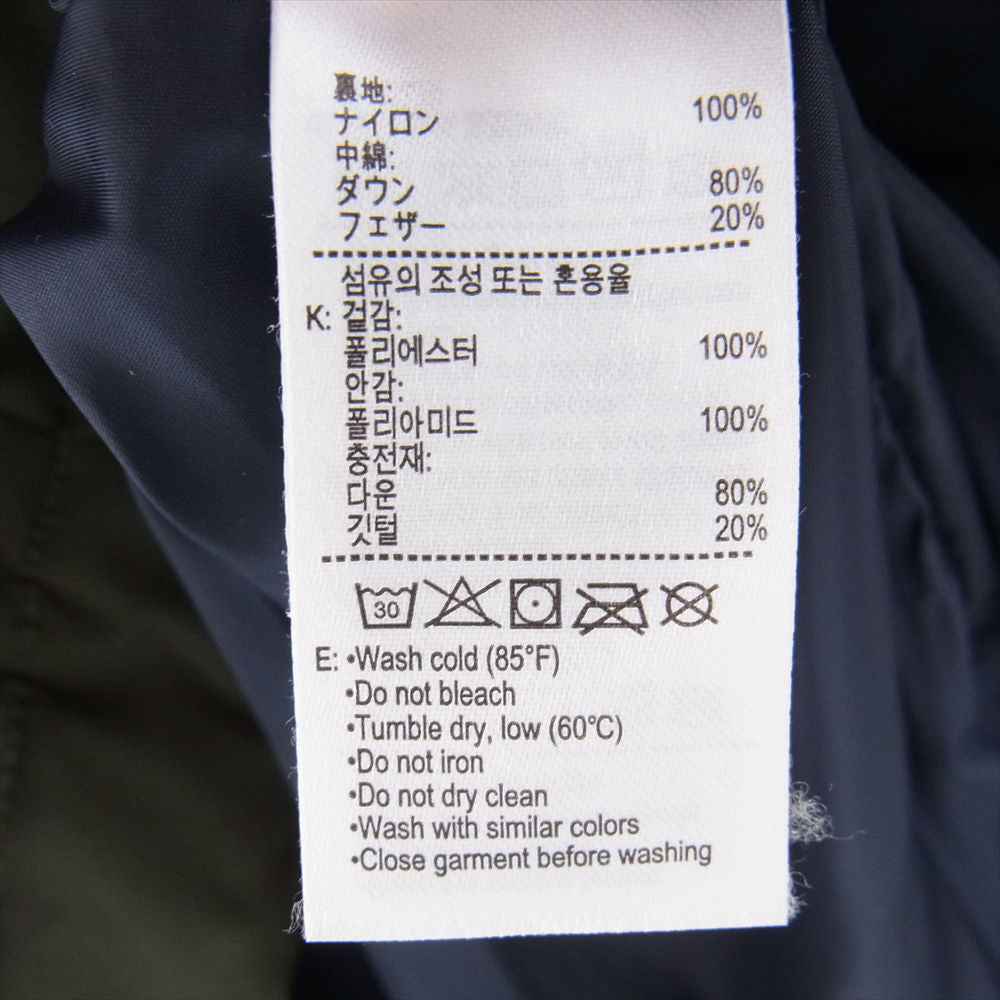 裏地:
ナイロン 100%
中綿:
ダウン 80%
フェザー 20%
섬유의 조성 또는 혼용율
K: 겉감:
폴리에스터 100%
안감:
폴리아미드 100%
충전재:
다운 80%
깃털 20%
30
E: •Wash cold (85°F)
•Do not bleach
•Tumble dry, low (60℃)
•Do not iron
•Do not dry clean
•Wash with similar colors
•Close garment before washing